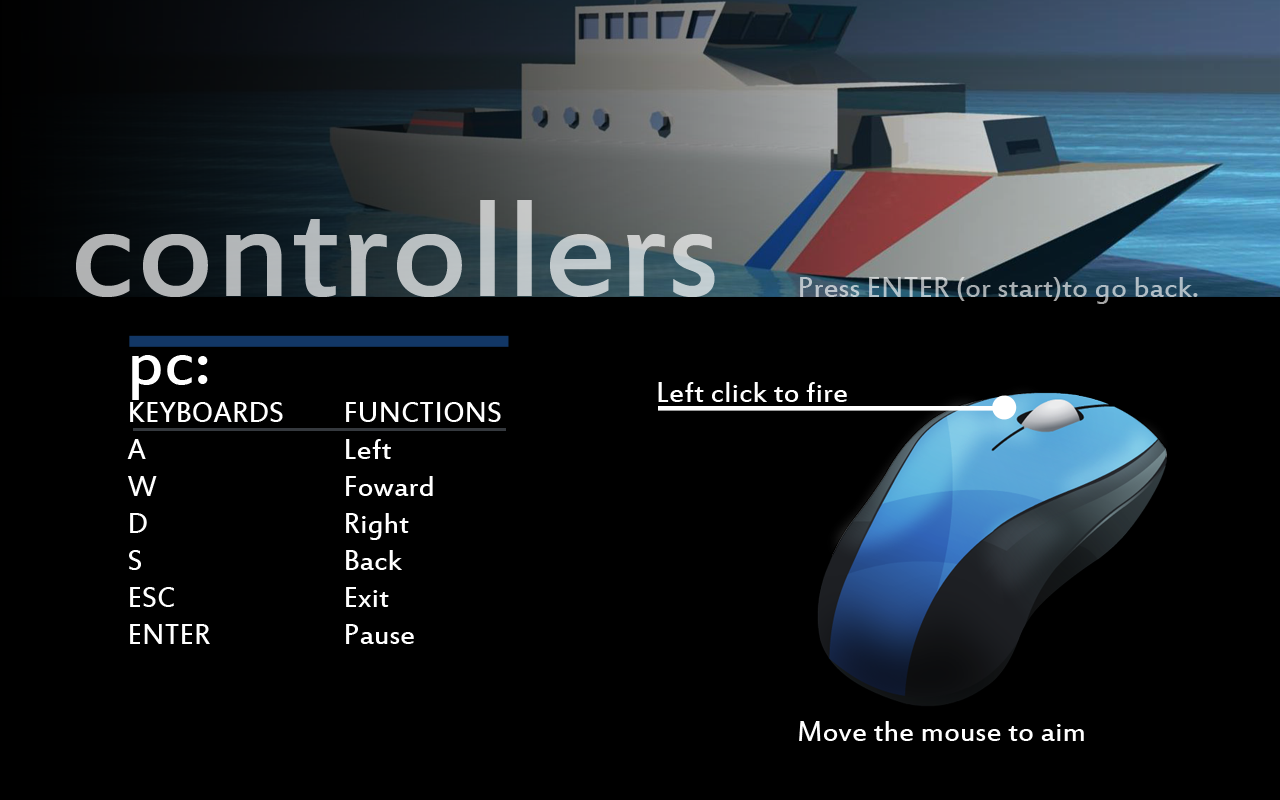 controllers
Press ENTER (or start)to go back.
pc:
KEYBOARDS FUNCTIONS
A Left
W Foward
D Right
S Back
ESC Exit
ENTER Pause
Left click to fire
Move the mouse to aim